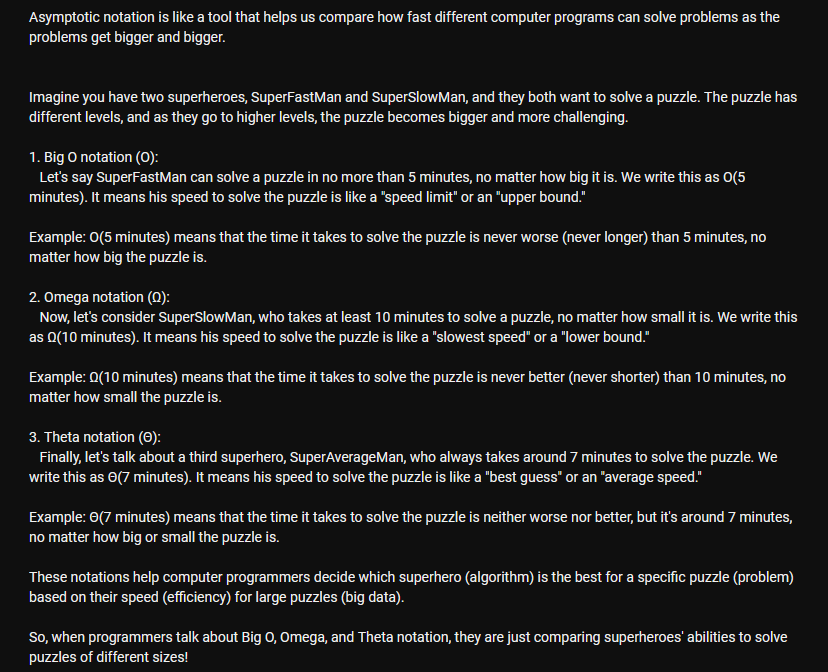 Asymptotic notation is like a tool that helps us compare how fast different computer programs can solve problems as the
problems get bigger and bigger.
Imagine you have two superheroes, SuperFastMan and SuperSlowMan, and they both want to solve a puzzle. The puzzle has
different levels, and as they go to higher levels, the puzzle becomes bigger and more challenging.
1. Big O notation (O):
Let's say SuperFastMan can solve a puzzle in no more than 5 minutes, no matter how big it is. We write this as O(5
minutes). It means his speed to solve the puzzle is like a "speed limit" or an "upper bound."
Example: O(5 minutes) means that the time it takes to solve the puzzle is never worse (never longer) than 5 minutes, no
matter how big the puzzle is.
2. Omega notation (Ω):
Now, let's consider SuperSlowMan, who takes at least 10 minutes to solve a puzzle, no matter how small it is. We write this
as Ω(10 minutes). It means his speed to solve the puzzle is like a "slowest speed" or a "lower bound."
Example: Ω(10 minutes) means that the time it takes to solve the puzzle is never better (never shorter) than 10 minutes, no
matter how small the puzzle is.
3. Theta notation (Θ):
Finally, let's talk about a third superhero, SuperAverageMan, who always takes around 7 minutes to solve the puzzle. We
write this as Θ(7 minutes). It means his speed to solve the puzzle is like a "best guess" or an "average speed."
Example: Θ(7 minutes) means that the time it takes to solve the puzzle is neither worse nor better, but it's around 7 minutes,
no matter how big or small the puzzle is.
These notations help computer programmers decide which superhero (algorithm) is the best for a specific puzzle (problem)
based on their speed (efficiency) for large puzzles (big data).
So, when programmers talk about Big O, Omega, and Theta notation, they are just comparing superheroes' abilities to solve
puzzles of different sizes!